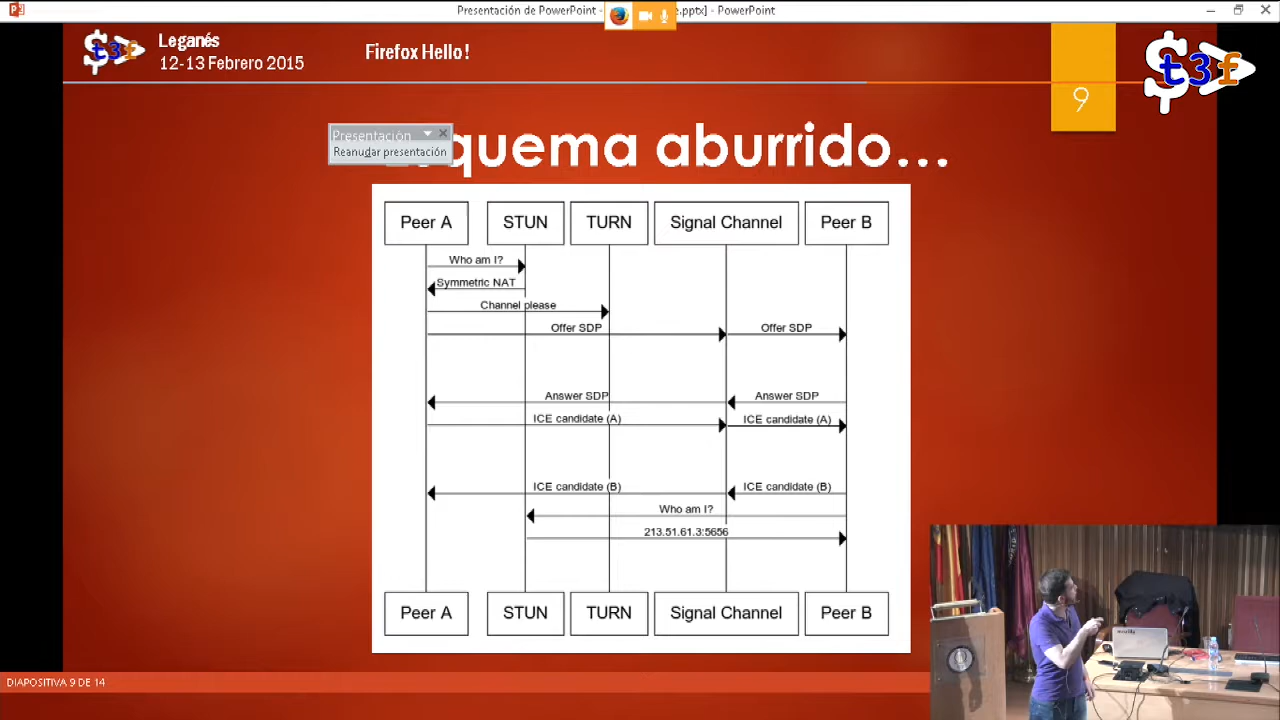 Presentación de PowerPoint - e.pptx] - PowerPoint
Leganés
12-13 Febrero 2015
Firefox Hello!
$t3f
$t3f
9
Presentación
Reanudar presentación
quema aburrido...
Peer A
STUN
TURN
Signal Channel
Peer B
Who am I?
Symmetric NAT
Channel please
Offer SDP
Offer SDP
Answer SDP
Answer SDP
ICE candidate (A)
ICE candidate (A)
ICE candidate (B)
ICE candidate (B)
Who am I?
213.51.61.3:5656
Peer A
STUN
TURN
Signal Channel
Peer B
DIAPOSITIVA 9 DE 14
mozilla